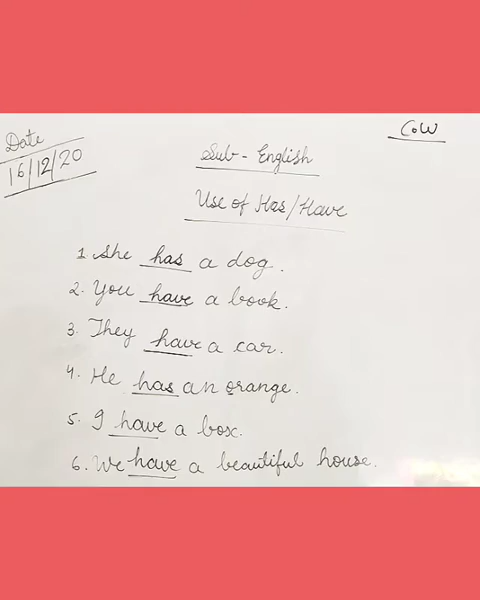 Date
16/12/20
C.W
Sub - English
Use of Has/Have
1. She has a dog.
2. You have a book.
3. They have a car.
4. He has an orange.
5. I have a box.
6. We have a beautiful house.